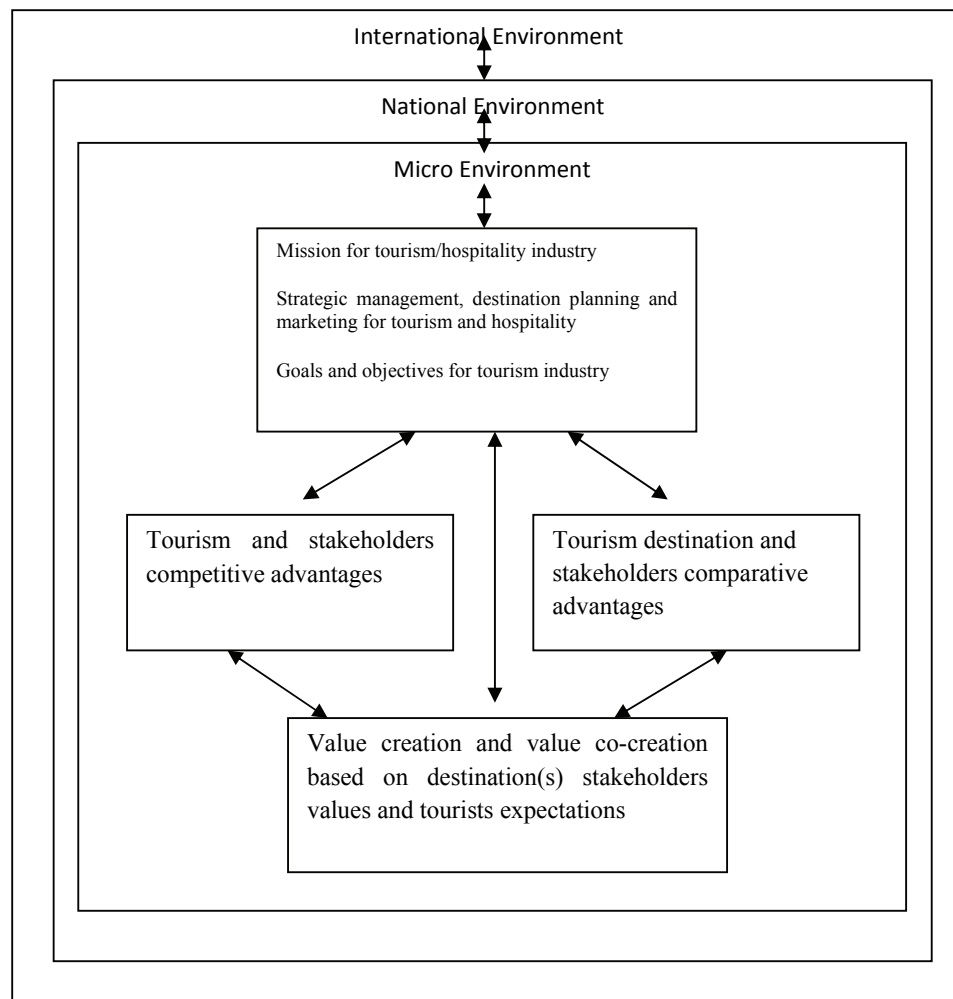 International Environment
National Environment
Micro Environment
Mission for tourism/hospitality industry
Strategic management, destination planning and
marketing for tourism and hospitality
Goals and objectives for tourism industry
Tourism and stakeholders
competitive advantages
Tourism destination and
stakeholders comparative
advantages
Value creation and value co-creation
based on destination(s) stakeholders
values and tourists expectations